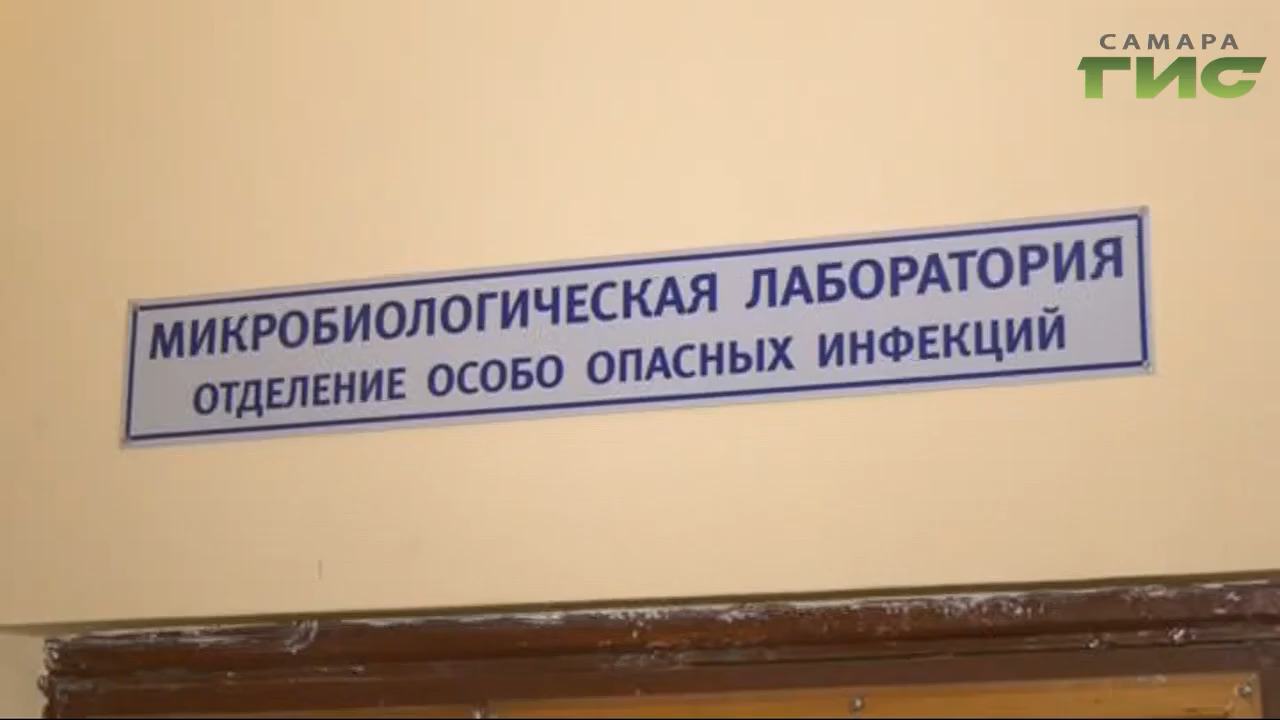 САМАРА
ГИС
МИКРОБИОЛОГИЧЕСКАЯ ЛАБОРАТОРИЯ
ОТДЕЛЕНИЕ ОСОБО ОПАСНЫХ ИНФЕКЦИЙ